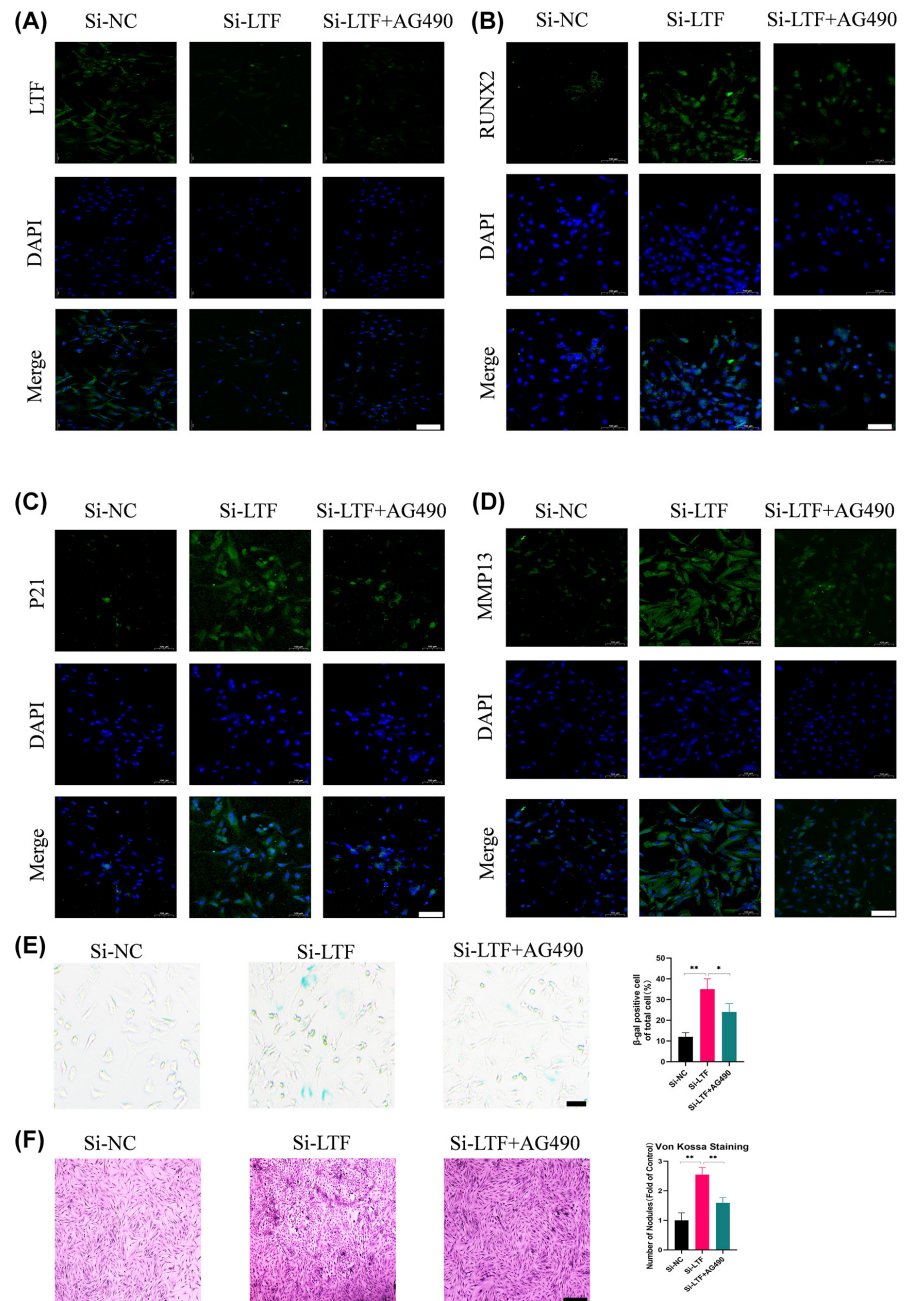 (A)
Si-NC Si-LTF Si-LTF+AG490
LTF
DAPI
Merge
(B)
Si-NC Si-LTF Si-LTF+AG490
RUNX2
DAPI
Merge
(C)
Si-NC Si-LTF Si-LTF+AG490
P21
DAPI
Merge
(D)
Si-NC Si-LTF Si-LTF+AG490
MMP13
DAPI
Merge
(E)
Si-NC Si-LTF Si-LTF+AG490
β-gal positive cell
of total cell(%)
50
40
30
20
10
0
** *
Si-NC
Si-LTF
Si-LTF+AG490
(F)
Si-NC Si-LTF Si-LTF+AG490
Von Kossa Staining
Number of Nodules(Fold of Control)
3
2
1
0
** **
Si-NC
Si-LTF
Si-LTF+AG490